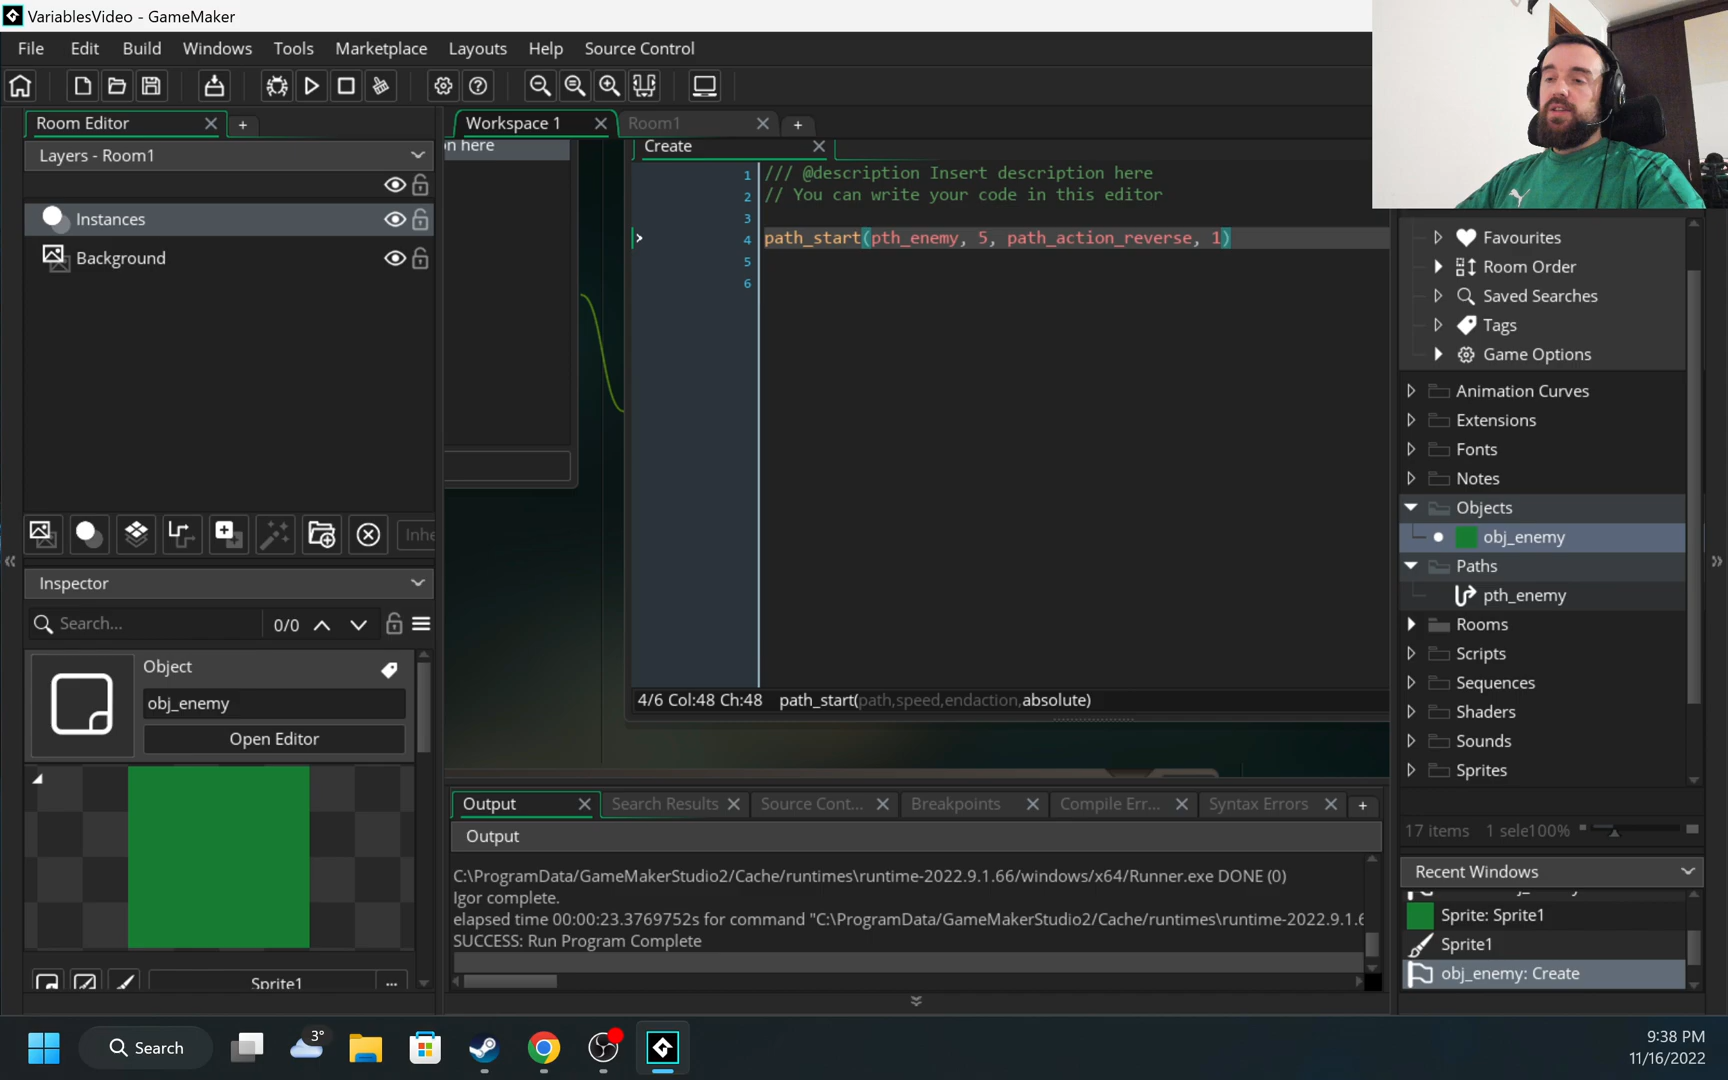 VariablesVideo - GameMaker
File Edit Build Windows Tools Marketplace Layouts Help Source Control
Room Editor
Layers - Room1
Instances
Background
Workspace 1
Room1
on here
Create
1 /// @description Insert description here
2 // You can write your code in this editor
3
4 path_start(pth_enemy, 5, path_action_reverse, 1)
5
6
4/6 Col:48 Ch:48 path_start(path,speed,endaction,absolute)
Inhe
Inspector
Search...
0/0
Object
obj_enemy
Open Editor
Sprite1
...
Output
Search Results
Source Cont...
Breakpoints
Compile Err...
Syntax Errors
Output
C:\ProgramData/GameMakerStudio2/Cache/runtimes\runtime-2022.9.1.66/windows/x64/Runner.exe DONE (0)
Igor complete.
elapsed time 00:00:23.3769752s for command "C:\ProgramData/GameMakerStudio2/Cache/runtimes\runtime-2022.9.1.6
SUCCESS: Run Program Complete
Favourites
Room Order
Saved Searches
Tags
Game Options
Animation Curves
Extensions
Fonts
Notes
Objects
obj_enemy
Paths
pth_enemy
Rooms
Scripts
Sequences
Shaders
Sounds
Sprites
17 items 1 sele100%
Recent Windows
Sprite: Sprite1
Sprite1
obj_enemy: Create
3°
Search
9:38 PM
11/16/2022